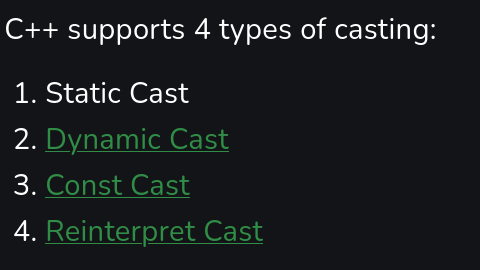 C++ supports 4 types of casting:
1. Static Cast
2. Dynamic Cast
3. Const Cast
4. Reinterpret Cast